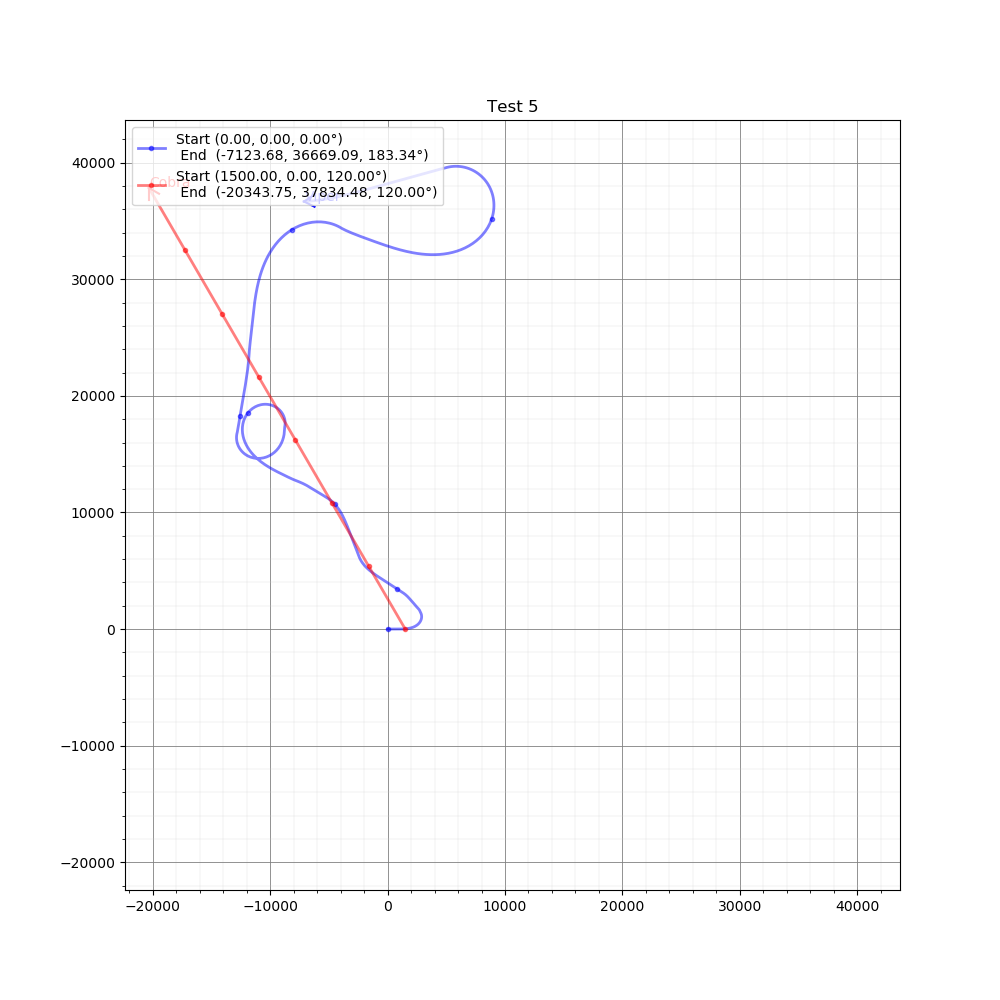 Test 5
Start (0.00, 0.00, 0.00°)
End (-7123.68, 36669.09, 183.34°)
Start (1500.00, 0.00, 120.00°)
End (-20343.75, 37834.48, 120.00°)
Cobra
Viper
40000
30000
20000
10000
0
−10000
−20000
−20000 −10000 0 10000 20000 30000 40000